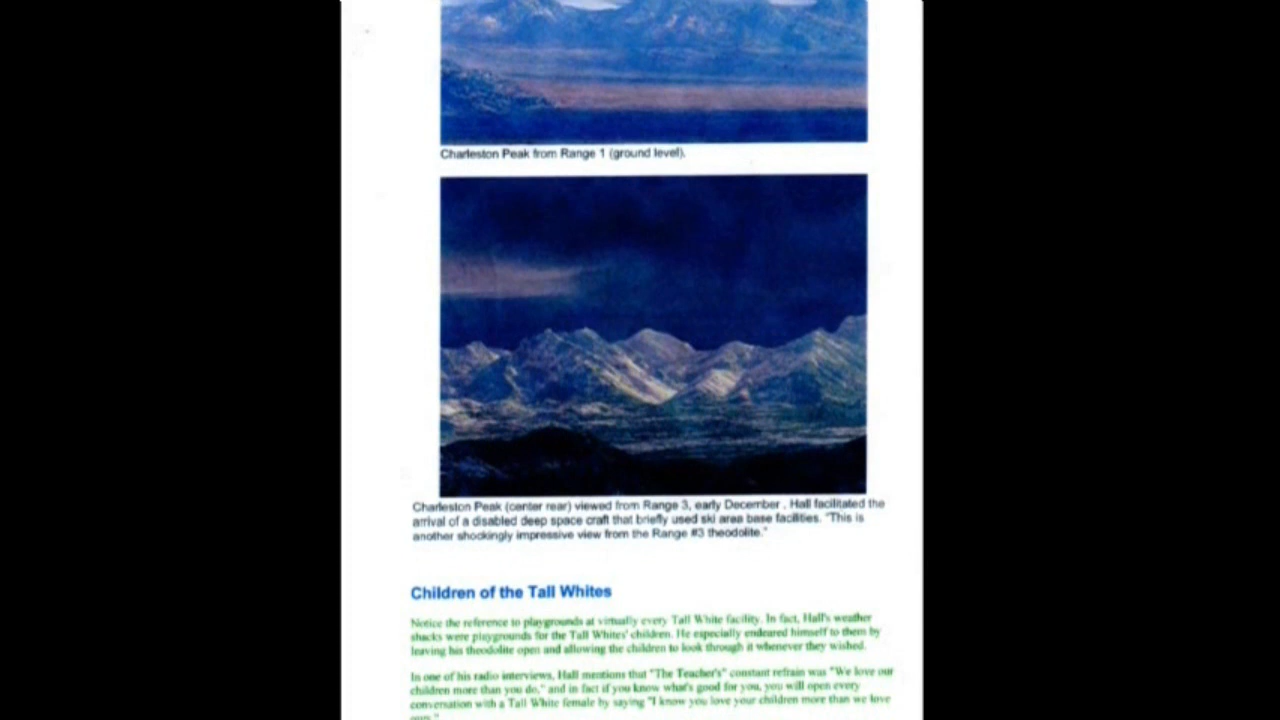 Charleston Peak from Range 1 (ground level).
Charleston Peak (center rear) viewed from Range 3, early December . Hall facilitated the
arrival of a disabled deep space craft that briefly used ski area base facilities. "This is
another shockingly impressive view from the Range #3 theodolite."
Children of the Tall Whites
Notice the reference to playgrounds at virtually every Tall White facility. In fact, Hall's weather
shacks were playgrounds for the Tall Whites' children. He especially endeared himself to them by
leaving his theodolite open and allowing the children to look through it whenever they wished.
In one of his radio interviews, Hall mentions that "The Teacher's" constant refrain was "We love our
children more than you do," and in fact if you know what's good for you, you will open every
conversation with a Tall White female by saying "I know you love your children more than we love